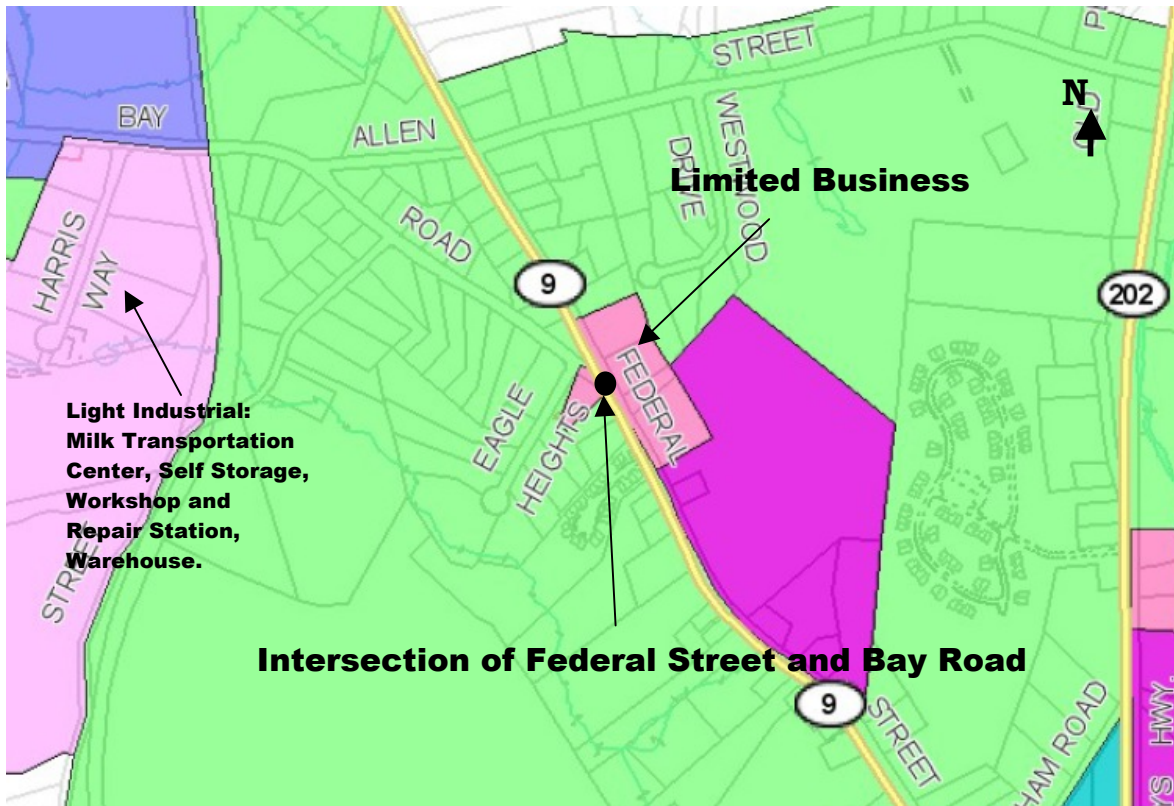 STREET
BAY
ALLEN
N
OLD
WESTWOOD
DRIVE
Limited Business
ROAD
HARRIS
WAY
9
202
FEDERAL
EAGLE
HEIGHTS
Light Industrial:
Milk Transportation
Center, Self Storage,
Workshop and
Repair Station,
Warehouse.
STREET
Intersection of Federal Street and Bay Road
9
STREET
HAM ROAD
HWY.